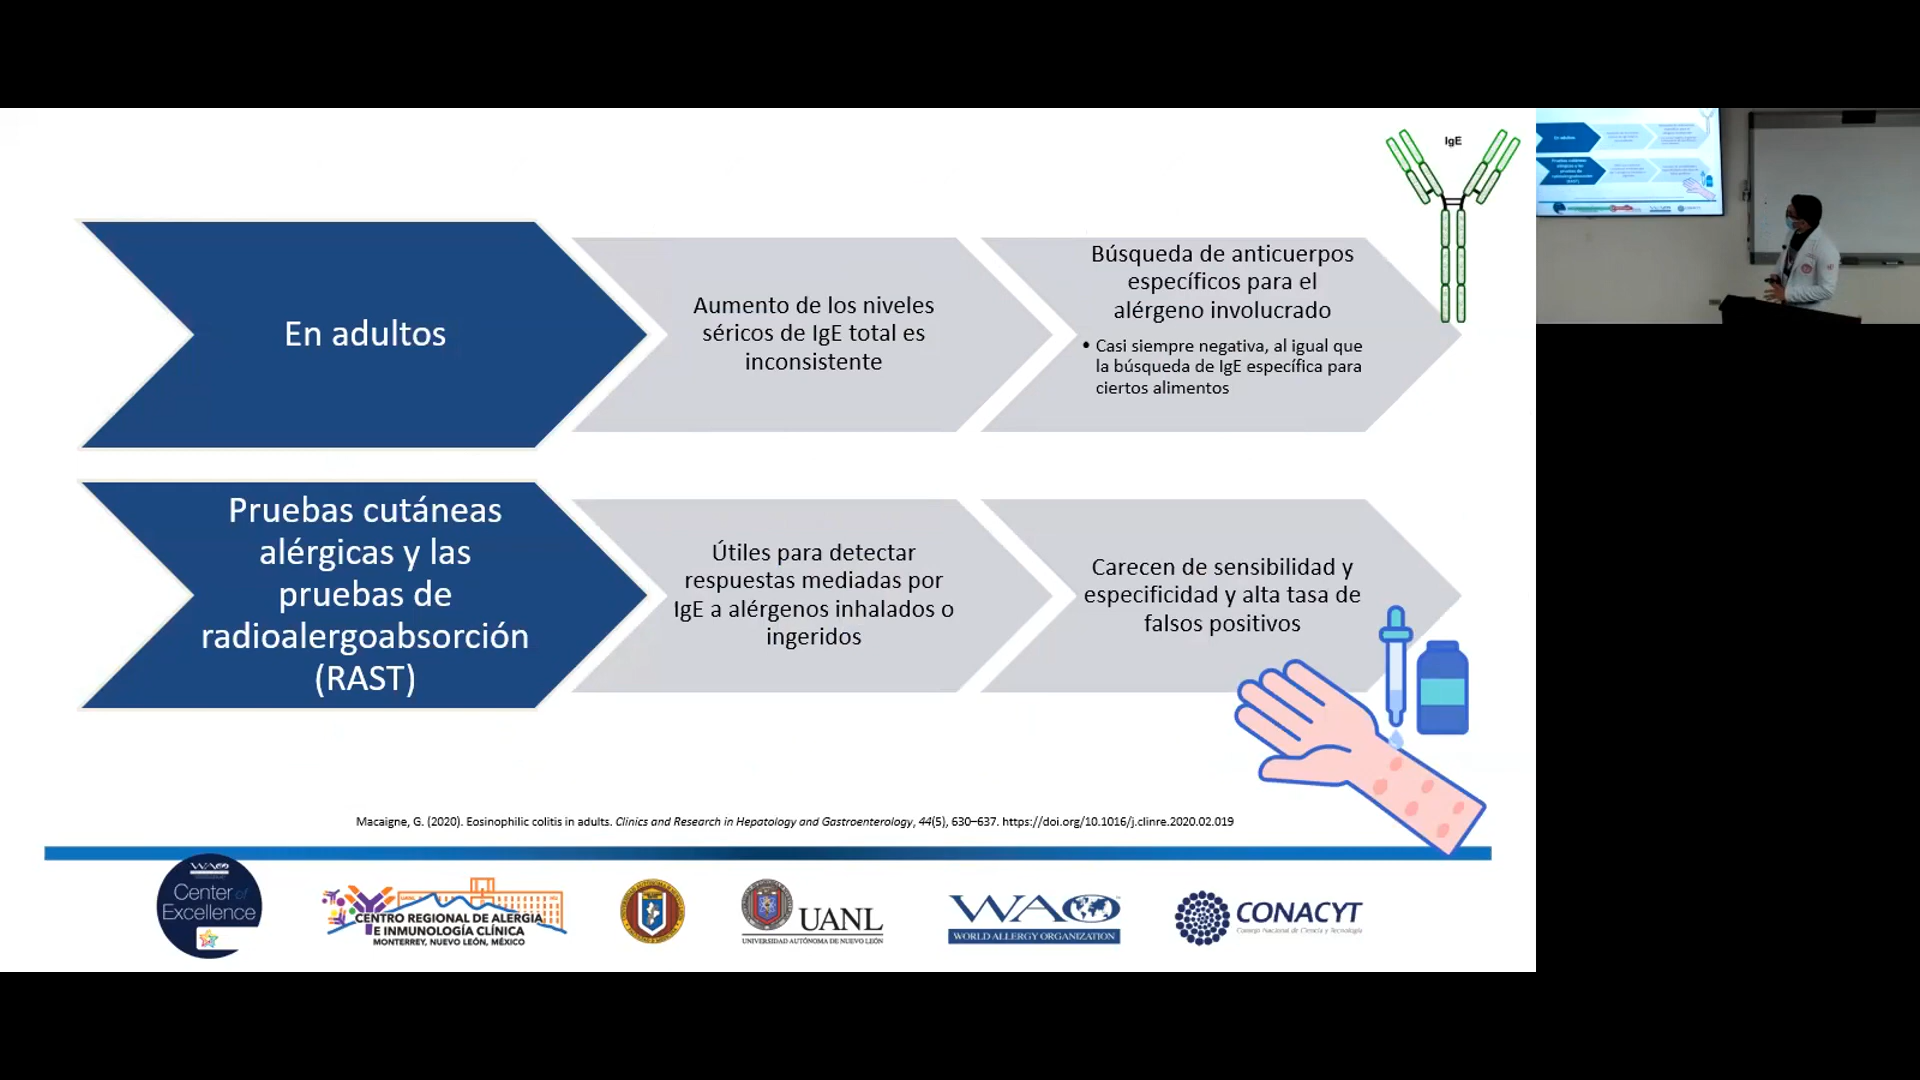 IgE
En adultos
Aumento de los niveles
séricos de IgE total es
inconsistente
Búsqueda de anticuerpos
específicos para el
alérgeno involucrado
• Casi siempre negativa, al igual que
la búsqueda de IgE específica para
ciertos alimentos
Pruebas cutáneas
alérgicas y las
pruebas de
radioalergoabsorción
(RAST)
Útiles para detectar
respuestas mediadas por
IgE a alérgenos inhalados o
ingeridos
Carecen de sensibilidad y
especificidad y alta tasa de
falsos positivos
Macaigne, G. (2020). Eosinophilic colitis in adults. Clinics and Research in Hepatology and Gastroenterology, 44(5), 630–637. https://doi.org/10.1016/j.clinre.2020.02.019
WAO
Center of
Excellence
CENTRO REGIONAL DE ALERGIA
E INMUNOLOGÍA CLÍNICA
MONTERREY, NUEVO LEÓN, MÉXICO
UANL
UNIVERSIDAD AUTÓNOMA DE NUEVO LEÓN
WAO
WORLD ALLERGY ORGANIZATION
CONACYT
Consejo Nacional de Ciencia y Tecnología